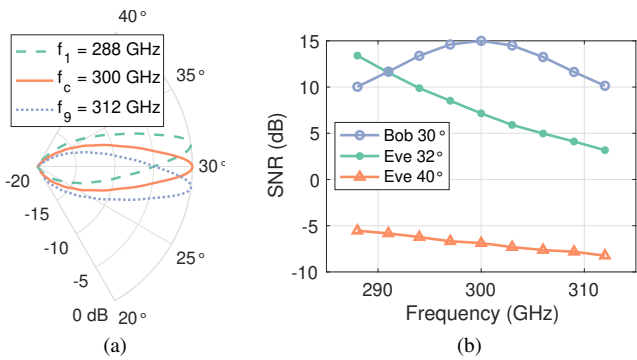 40°
f1 = 288 GHz
fc = 300 GHz
f9 = 312 GHz
35°
30°
25°
20°
-20
-15
-10
-5
0 dB
(a)
15
10
5
0
-5
-10
SNR (dB)
Bob 30°
Eve 32°
Eve 40°
290
300
310
Frequency (GHz)
(b)